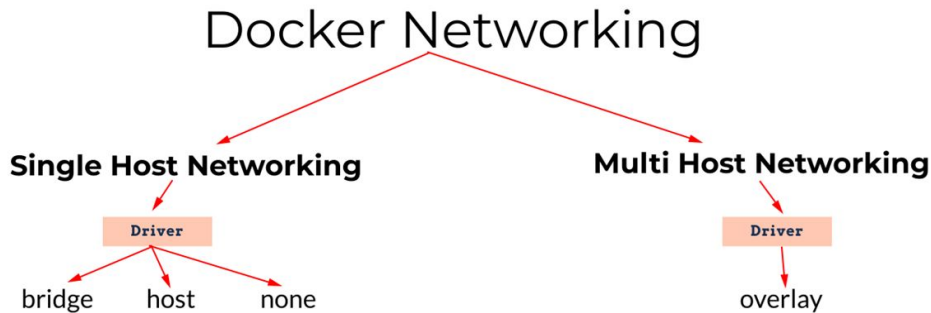 Docker Networking
Single Host Networking
Multi Host Networking
Driver
Driver
bridge
host
none
overlay